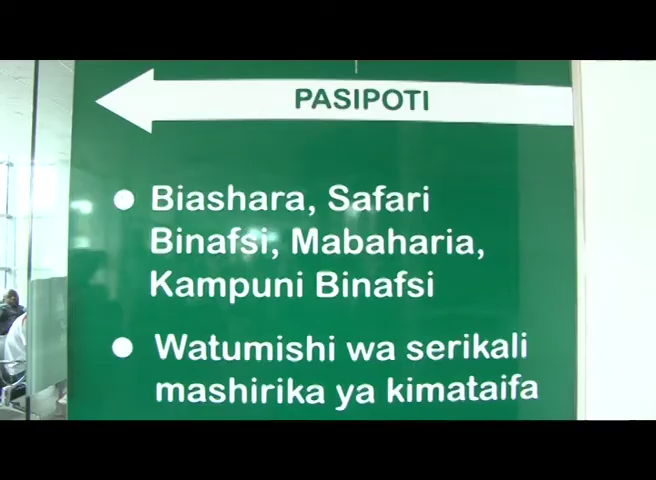 PASIPOTI
Biashara, Safari
Binafsi, Mabaharia,
Kampuni Binafsi
Watumishi wa serikali
mashirika ya kimataifa